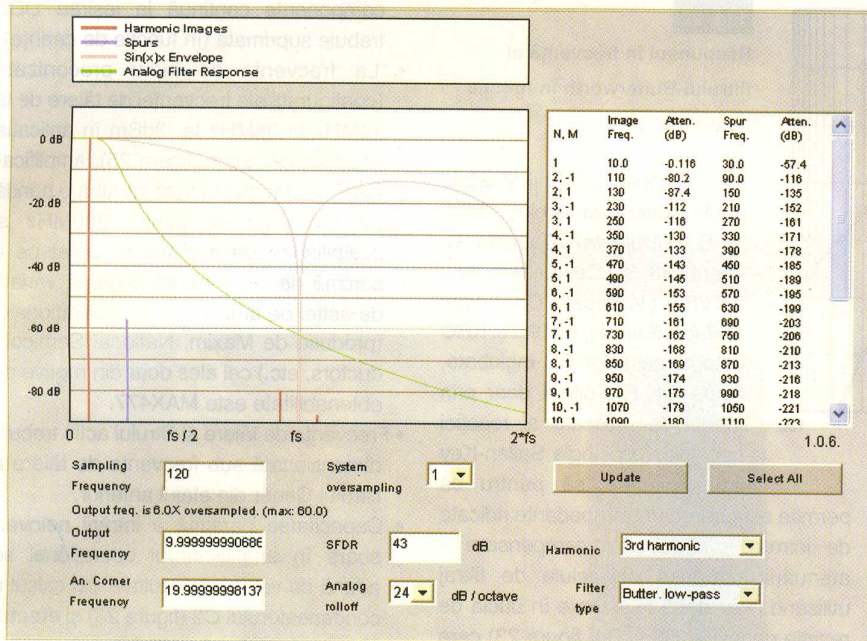 Harmonic Images
Spurs
Sin(x)x Envelope
Analog Filter Response
0 dB
-20 dB
-40 dB
-60 dB
-80 dB
0 fs / 2 fs 2*fs
N, M Image Freq. Atten. (dB) Spur Freq. Atten. (dB)
1 10.0 -0.116 30.0 -57.4
2, -1 110 -80.2 90.0 -116
2, 1 130 -87.4 150 -135
3, -1 230 -112 210 -152
3, 1 250 -116 270 -161
4, -1 350 -130 330 -171
4, 1 370 -133 390 -178
5, -1 470 -143 450 -185
5, 1 490 -145 510 -189
6, -1 590 -153 570 -195
6, 1 610 -155 630 -199
7, -1 710 -161 690 -203
7, 1 730 -162 750 -206
8, -1 830 -168 810 -210
8, 1 850 -169 870 -213
9, -1 950 -174 930 -216
9, 1 970 -175 990 -218
10, -1 1070 -179 1050 -221
10, 1 1090 -180 1110 -223
1.0.6.
Sampling Frequency 120
System oversampling 1
Update
Select All
Output freq. is 6.0X oversampled. (max: 60.0)
Output Frequency 9.999999990686
SFDR 43 dB
Harmonic 3rd harmonic
An. Corner Frequency 19.99999998137
Analog rolloff 24 dB / octave
Filter type Butter. low-pass